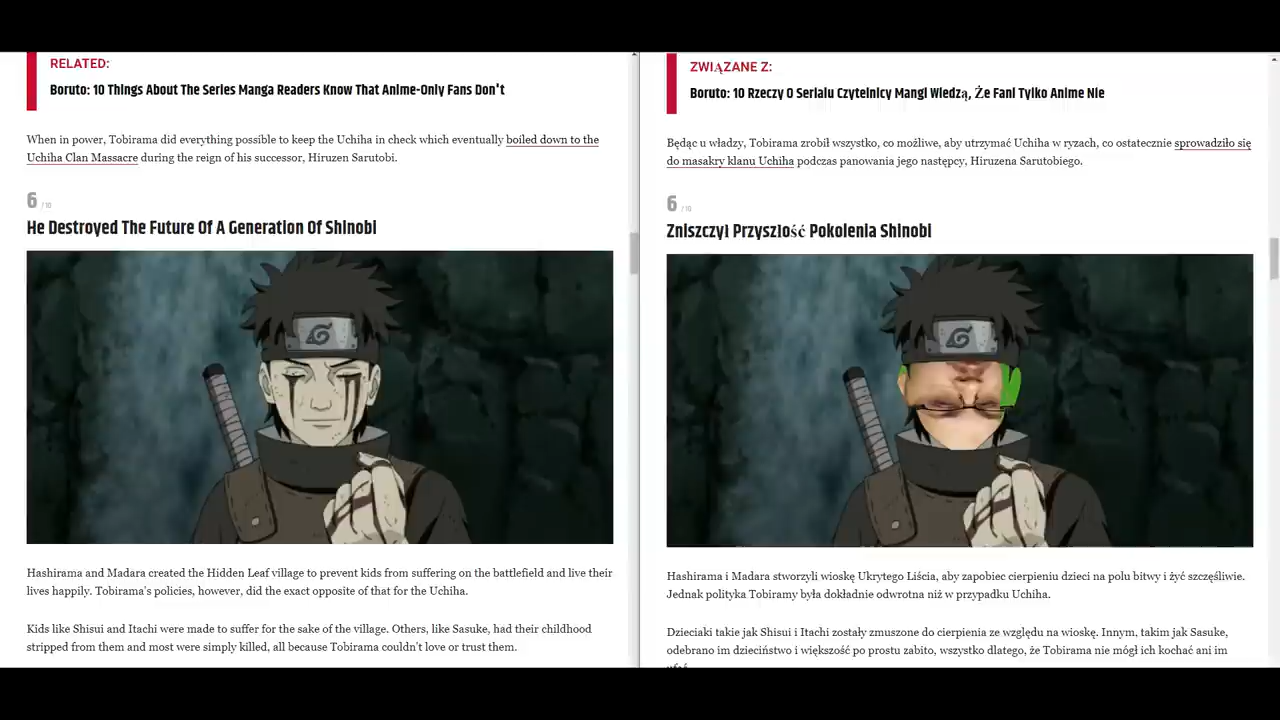 RELATED:
Boruto: 10 Things About The Series Manga Readers Know That Anime-Only Fans Don't
When in power, Tobirama did everything possible to keep the Uchiha in check which eventually boiled down to the
Uchiha Clan Massacre during the reign of his successor, Hiruzen Sarutobi.
6 / 10
He Destroyed The Future Of A Generation Of Shinobi
Hashirama and Madara created the Hidden Leaf village to prevent kids from suffering on the battlefield and live their
lives happily. Tobirama's policies, however, did the exact opposite of that for the Uchiha.
Kids like Shisui and Itachi were made to suffer for the sake of the village. Others, like Sasuke, had their childhood
stripped from them and most were simply killed, all because Tobirama couldn't love or trust them.
ZWIĄZANE Z:
Boruto: 10 Rzeczy O Serialu Czytelnicy Mangi Wiedzą, Że Fani Tylko Anime Nie
Będąc u władzy, Tobirama zrobił wszystko, co możliwe, aby utrzymać Uchiha w ryzach, co ostatecznie sprowadziło się
do masakry klanu Uchiha podczas panowania jego następcy, Hiruzena Sarutobiego.
6 / 10
Zniszczył Przyszłość Pokolenia Shinobi
Hashirama i Madara stworzyli wioskę Ukrytego Liścia, aby zapobiec cierpieniu dzieci na polu bitwy i żyć szczęśliwie.
Jednak polityka Tobiramy była dokładnie odwrotna niż w przypadku Uchiha.
Dzieciaki takie jak Shisui i Itachi zostały zmuszone do cierpienia ze względu na wioskę. Innym, takim jak Sasuke,
odebrano im dzieciństwo i większość po prostu zabito, wszystko dlatego, że Tobirama nie mógł ich kochać ani im